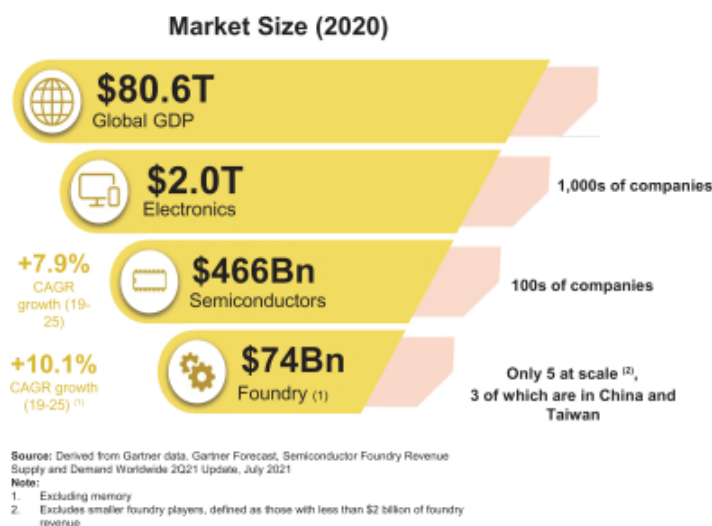 Market Size (2020)
$80.6T
Global GDP
$2.0T
Electronics
1,000s of companies
+7.9%
CAGR
growth (19-
25)
$466Bn
Semiconductors
100s of companies
+10.1%
CAGR growth
(19-25) (1)
$74Bn
Foundry (1)
Only 5 at scale (2),
3 of which are in China and
Taiwan
Source: Derived from Gartner data. Gartner Forecast, Semiconductor Foundry Revenue
Supply and Demand Worldwide 2Q21 Update, July 2021
Note:
1. Excluding memory
2. Excludes smaller foundry players, defined as those with less than $2 billion of foundry
revenue